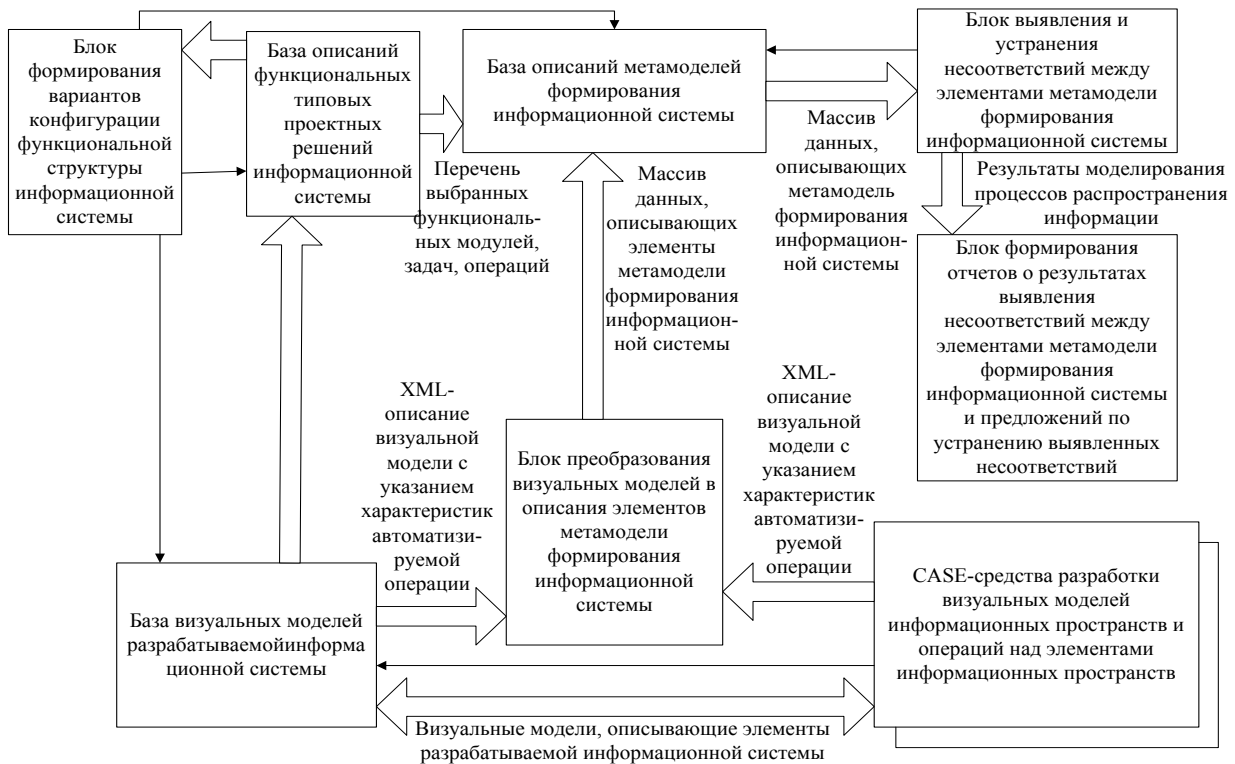 Блок
формирования
вариантов
конфигурации
функциональной
структуры
информационной
системы
База описаний
функциональных
типовых
проектных
решений
информационной
системы
База описаний метамоделей
формирования
информационной системы
Блок выявления и
устранения
несоответствий между
элементами метамодели
формирования
информационной системы
Перечень
выбранных
функциональ-
ных модулей,
задач, операций
Массив
данных,
описывающих
элементы
метамодели
формирования
информацион-
ной системы
Массив
данных,
описывающих
метамодель
формирования
информацион-
ной системы
Результаты моделирования
процессов распространения
информации
Блок формирования
отчетов о результатах
выявления
несоответствий между
элементами метамодели
формирования
информационной системы
и предложений по
устранению выявленных
несоответствий
XML-
описание
визуальной
модели с
указанием
характеристик
автоматизи-
руемой
операции
Блок преобразования
визуальных моделей в
описания элементов
метамодели
формирования
информационной
системы
XML-
описание
визуальной
модели с
указанием
характеристик
автоматизи-
руемой
операции
База визуальных моделей
разрабатываемойинформа
ционной системы
CASE-средства разработки
визуальных моделей
информационных пространств и
операций над элементами
информационных пространств
Визуальные модели, описывающие элементы
разрабатываемой информационной системы